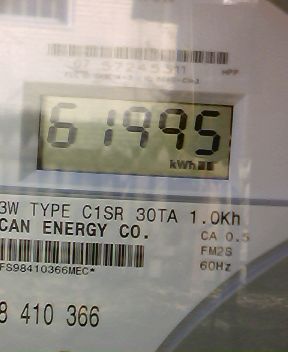 61995
kWh
3W TYPE C1SR 30TA 1.0Kh
CAN ENERGY CO.
CA 0.5
FM2S
60Hz
FS98410366MEC*
8 410 366